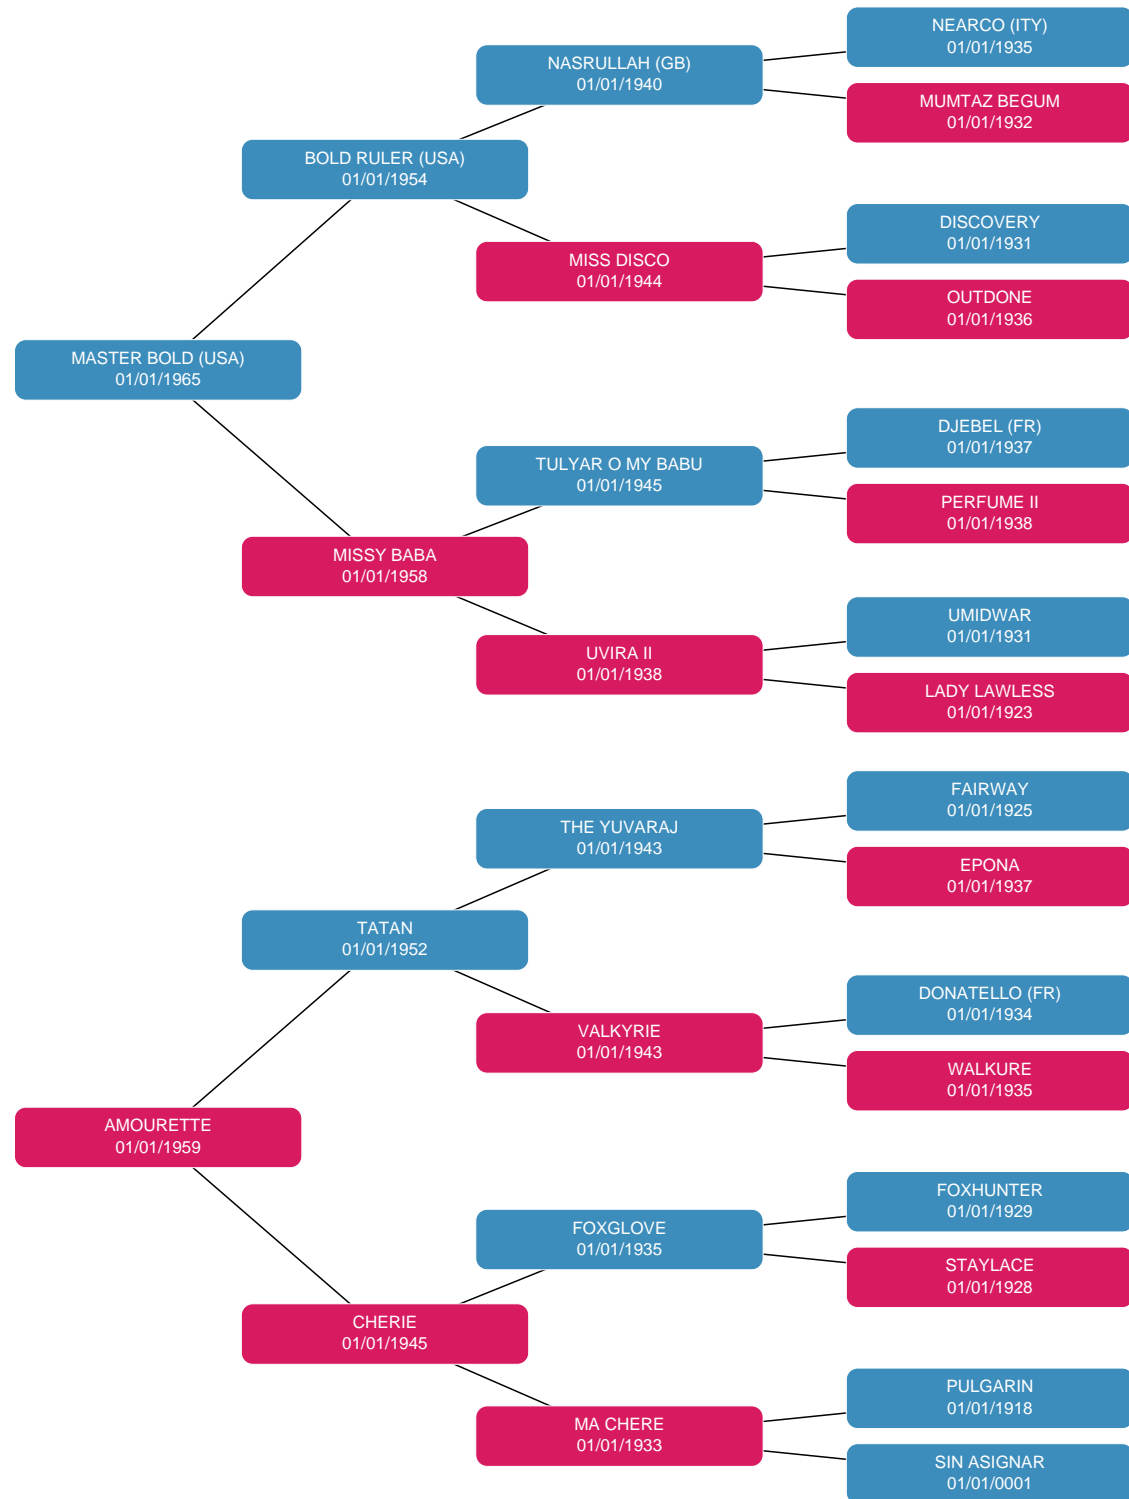 NEARCO (ITY)
01/01/1935
NASRULLAH (GB)
01/01/1940
MUMTAZ BEGUM
01/01/1932
BOLD RULER (USA)
01/01/1954
DISCOVERY
01/01/1931
MISS DISCO
01/01/1944
OUTDONE
01/01/1936
MASTER BOLD (USA)
01/01/1965
DJEBEL (FR)
01/01/1937
TULYAR O MY BABU
01/01/1945
PERFUME II
01/01/1938
MISSY BABA
01/01/1958
UMIDWAR
01/01/1931
UVIRA II
01/01/1938
LADY LAWLESS
01/01/1923
FAIRWAY
01/01/1925
THE YUVARAJ
01/01/1943
EPONA
01/01/1937
TATAN
01/01/1952
DONATELLO (FR)
01/01/1934
VALKYRIE
01/01/1943
WALKURE
01/01/1935
AMOURETTE
01/01/1959
FOXHUNTER
01/01/1929
FOXGLOVE
01/01/1935
STAYLACE
01/01/1928
CHERIE
01/01/1945
PULGARIN
01/01/1918
MA CHERE
01/01/1933
SIN ASIGNAR
01/01/0001